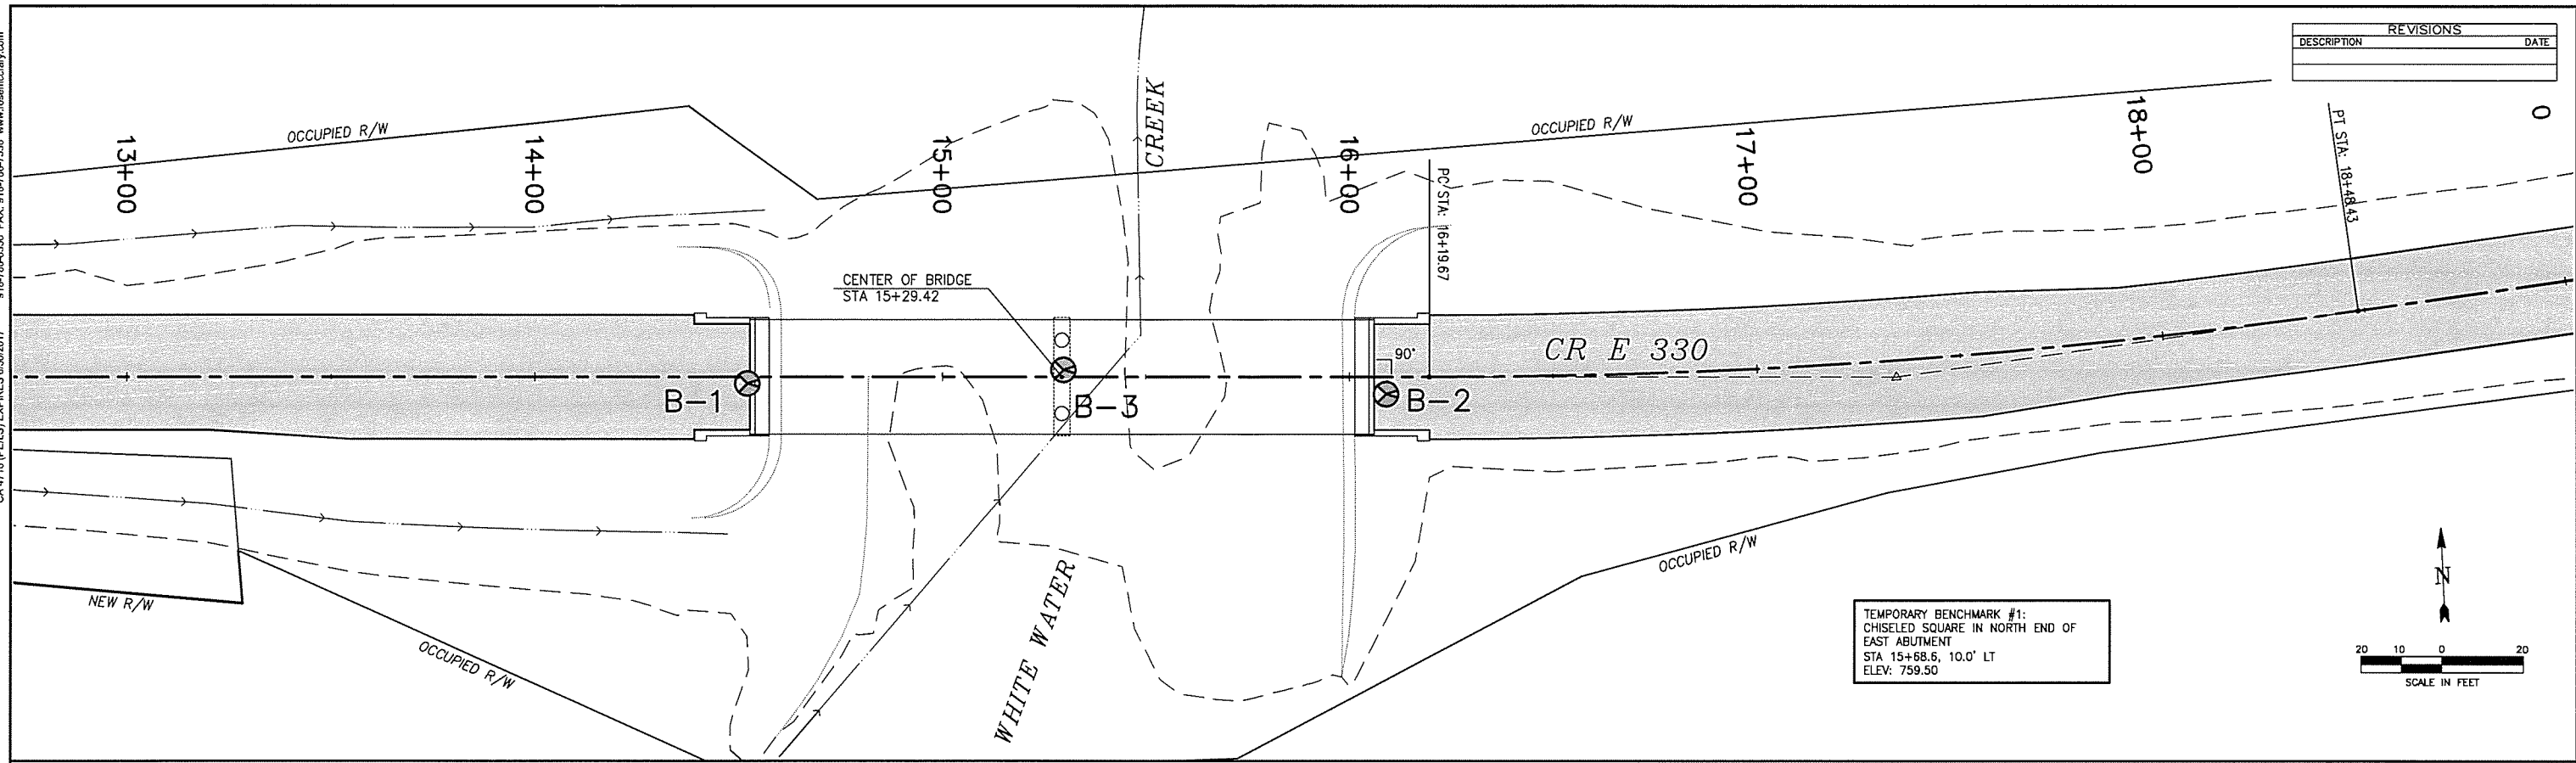 REVISIONS
DESCRIPTION DATE
OCCUPIED R/W
13+00
14+00
15+00
CREEK
16+00
OCCUPIED R/W
17+00
18+00
0
PC STA: 16+19.67
PT STA: 18+48.43
CENTER OF BRIDGE
STA 15+29.42
CR E 330
90°
B-1
B-3
B-2
NEW R/W
OCCUPIED R/W
WHITE WATER
OCCUPIED R/W
N
TEMPORARY BENCHMARK #1:
CHISELED SQUARE IN NORTH END OF
EAST ABUTMENT
STA 15+68.6, 10.0' LT
ELEV: 759.50
20 10 0 20
SCALE IN FEET